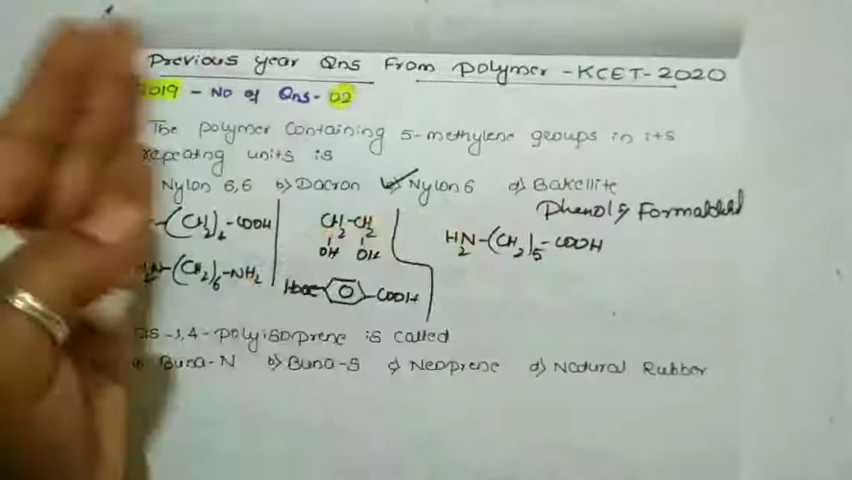 Previous year Qns From polymer - KCET-2020
2019 - No of Qns - 02
The polymer containing 5-methylene groups in its
repeating units is
Nylon 6,6 b) Dacron c) Nylon 6 d) Bakellite
Phenol &
-(CH2)4-COOH CH2-CH2 H2N-(CH2)5-COOH
OH OH
-(CH2)6-NH2 HOOC COOH
-1,4-polyisoprene is called
Buna-N b) Buna-S c) Neoprene d) Natural Rubber